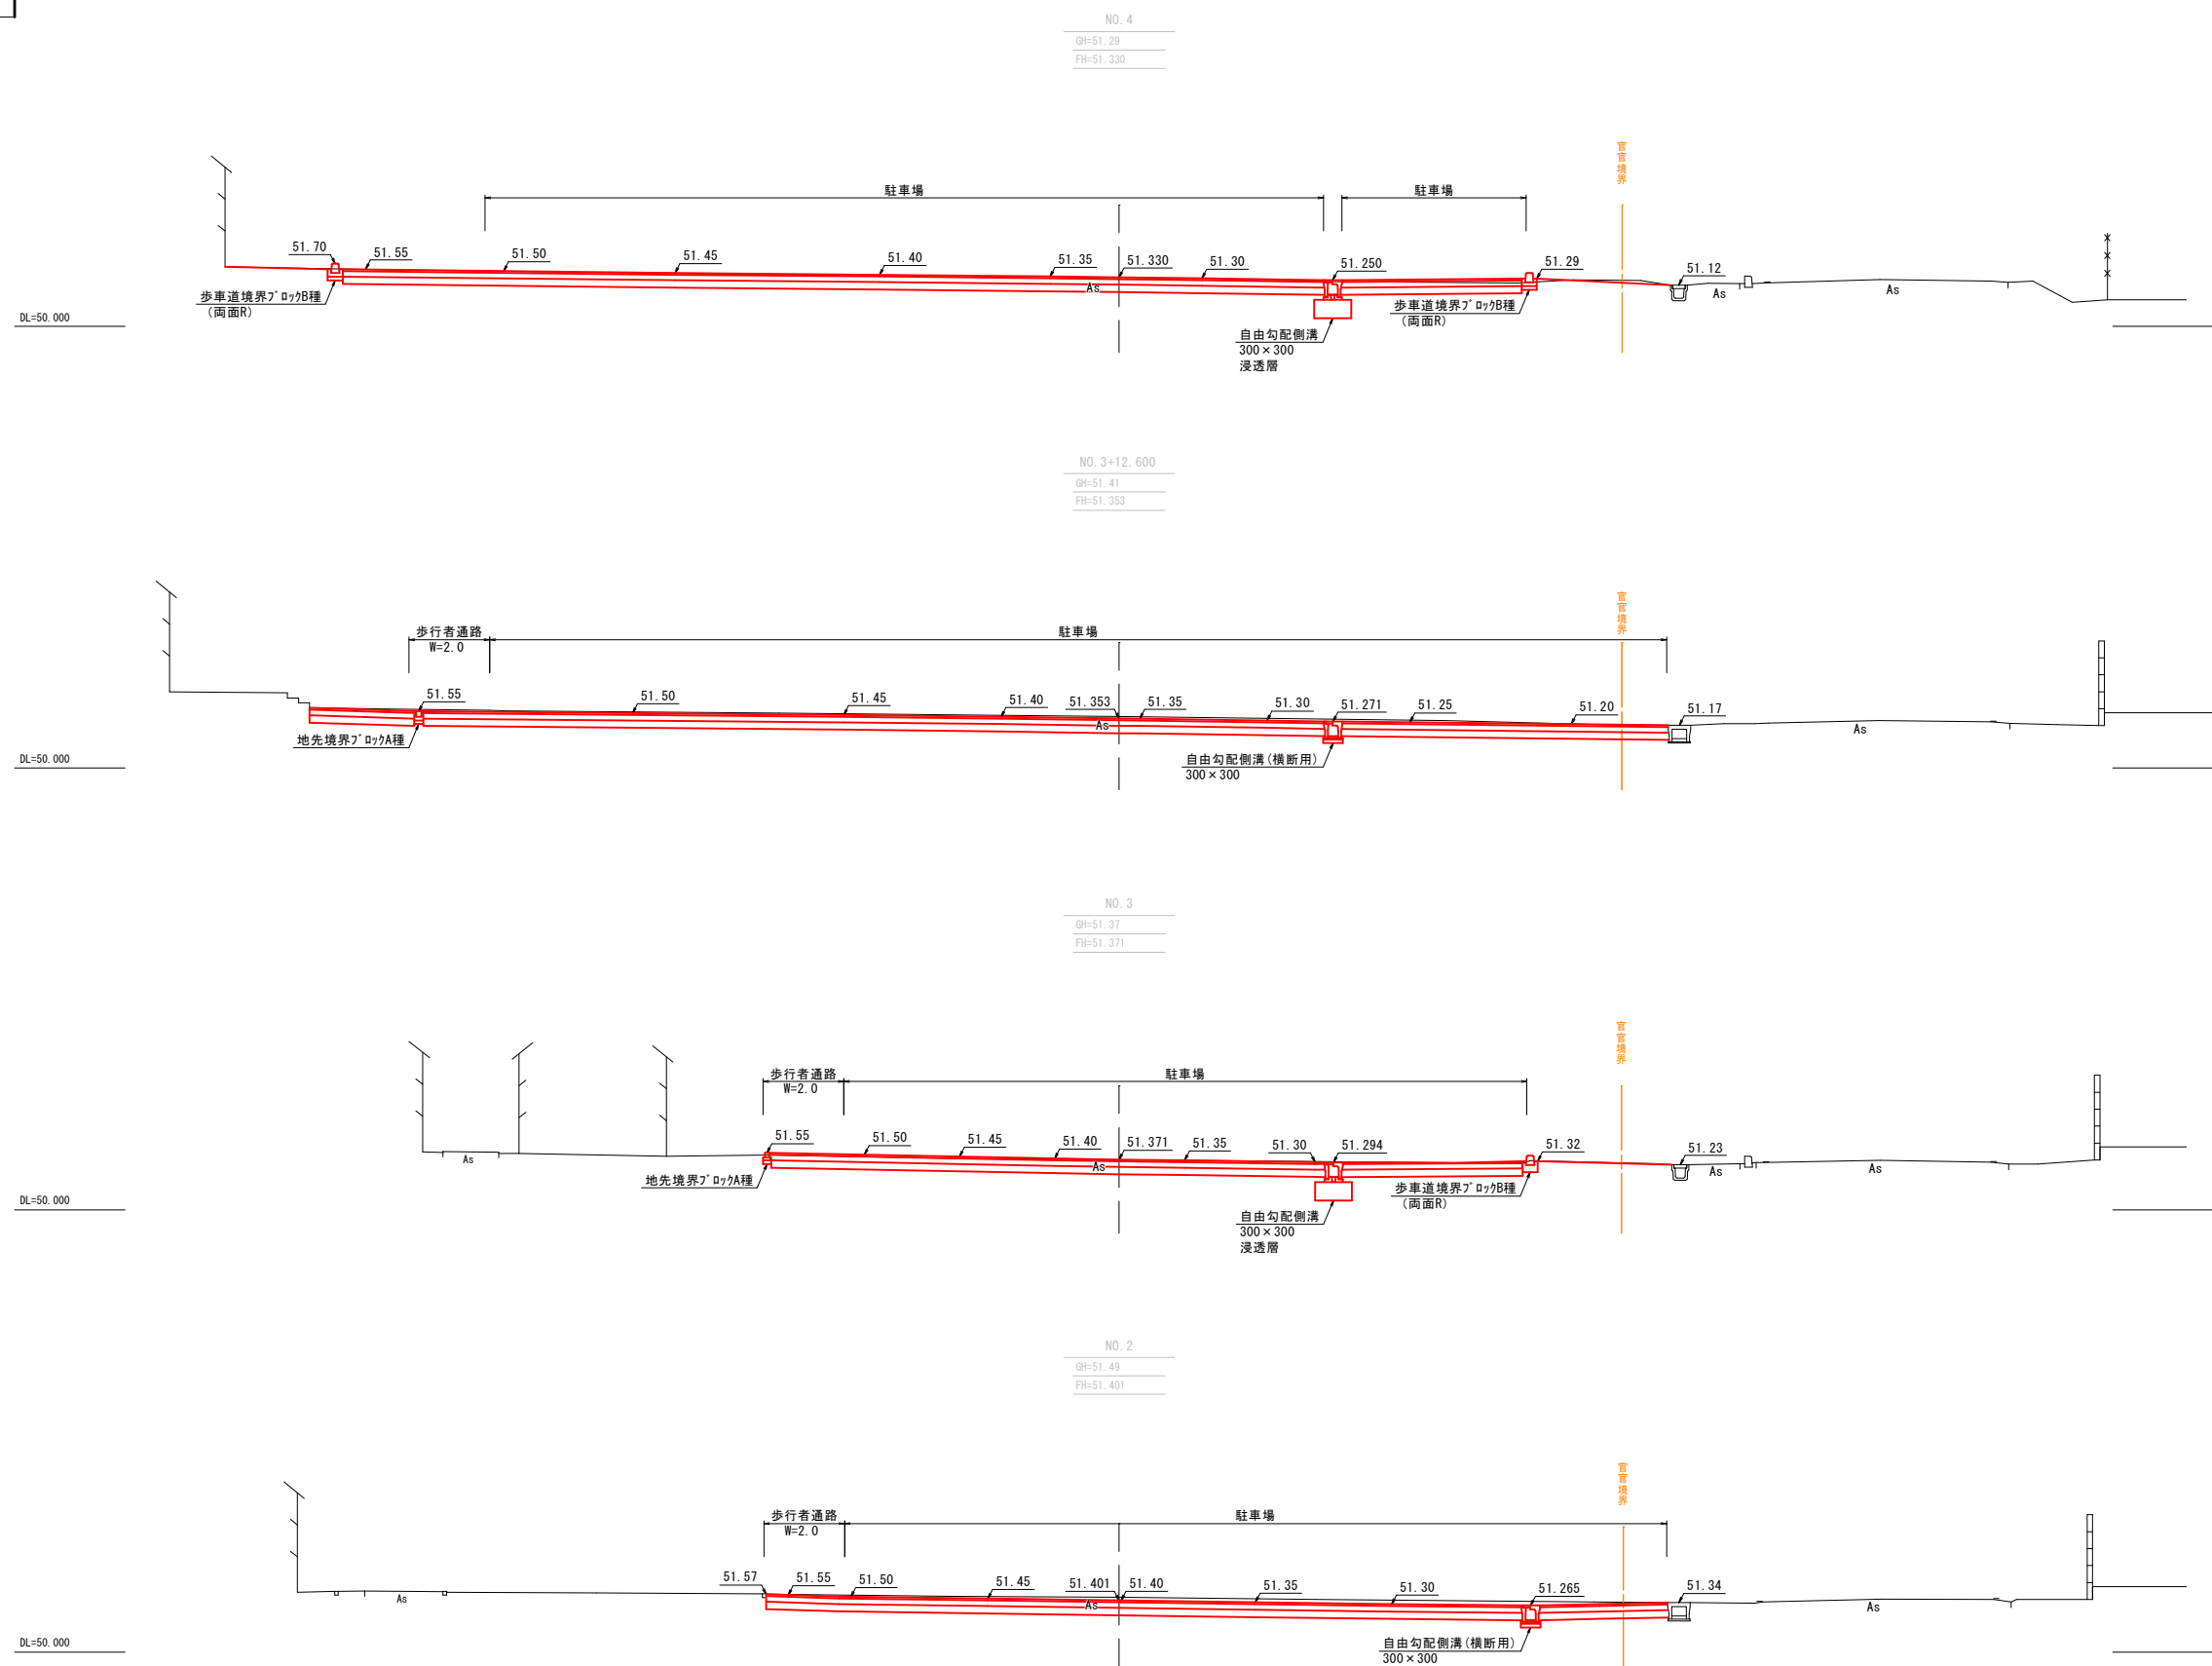 NO.4
GH=51.29
FH=51.330
官官境界
駐車場
駐車場
51.70
51.55
51.50
51.45
51.40
51.35
51.330
51.30
51.250
51.29
51.12
As
As
As
歩車道境界ブロックB種
(両面R)
歩車道境界ブロックB種
(両面R)
自由勾配側溝
300×300
浸透層
DL=50.000
NO.3+12.600
GH=51.41
FH=51.353
官官境界
歩行者通路
W=2.0
駐車場
51.55
51.50
51.45
51.40
51.353
51.35
51.30
51.271
51.25
51.20
51.17
As
As
地先境界ブロックA種
自由勾配側溝(横断用)
300×300
DL=50.000
NO.3
GH=51.37
FH=51.371
官官境界
歩行者通路
W=2.0
駐車場
51.55
51.50
51.45
51.40
51.371
51.35
51.30
51.294
51.32
51.23
As
As
As
As
地先境界ブロックA種
歩車道境界ブロックB種
(両面R)
自由勾配側溝
300×300
浸透層
DL=50.000
NO.2
GH=51.49
FH=51.401
官官境界
歩行者通路
W=2.0
駐車場
51.57
51.55
51.50
51.45
51.401
51.40
51.35
51.30
51.265
51.34
As
As
As
自由勾配側溝(横断用)
300×300
DL=50.000